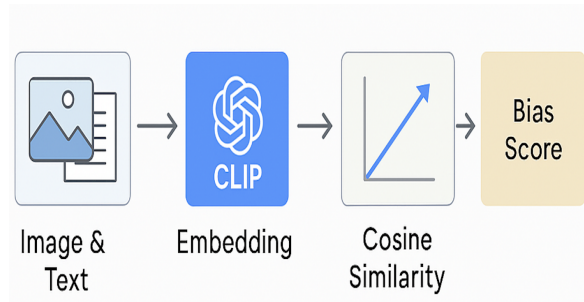 CLIP
Bias
Score
Image &
Text
Embedding
Cosine
Similarity